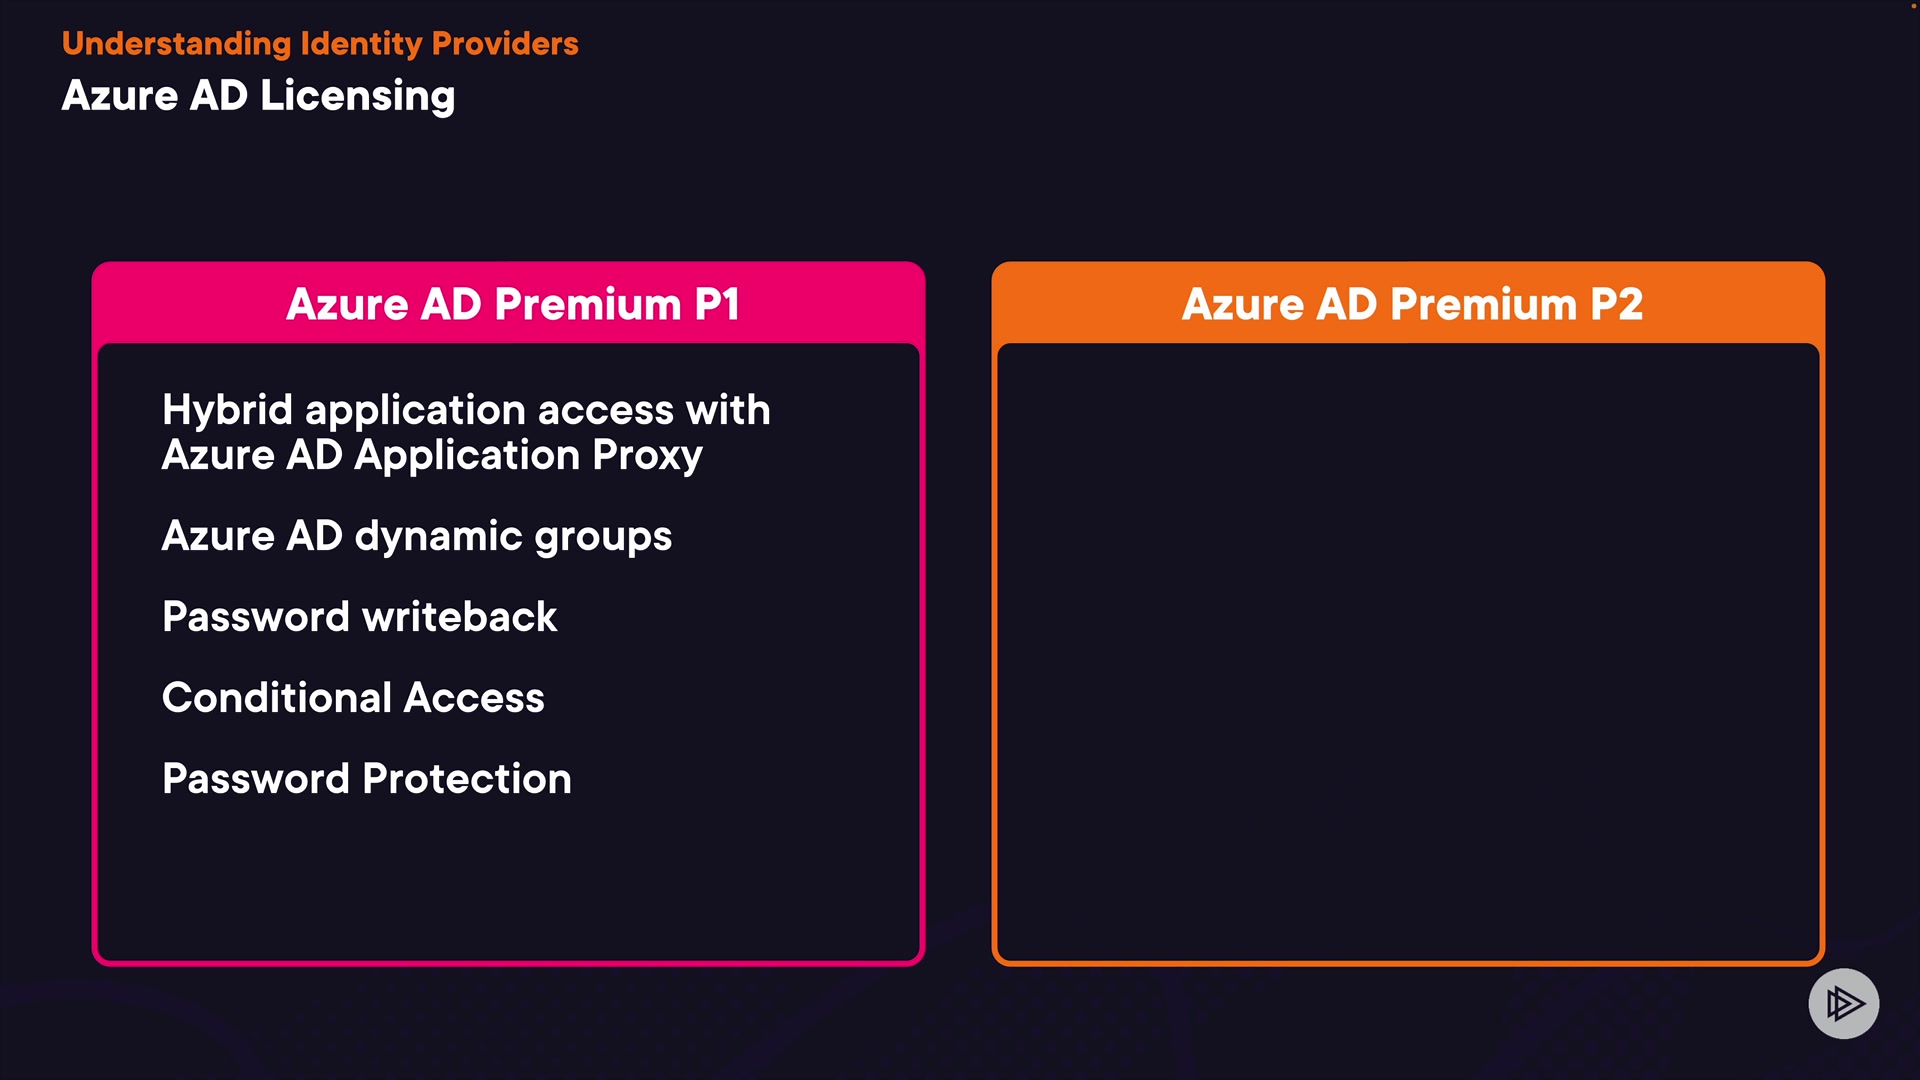 Understanding Identity Providers
Azure AD Licensing
Azure AD Premium P1
Hybrid application access with
Azure AD Application Proxy
Azure AD dynamic groups
Password writeback
Conditional Access
Password Protection
Azure AD Premium P2